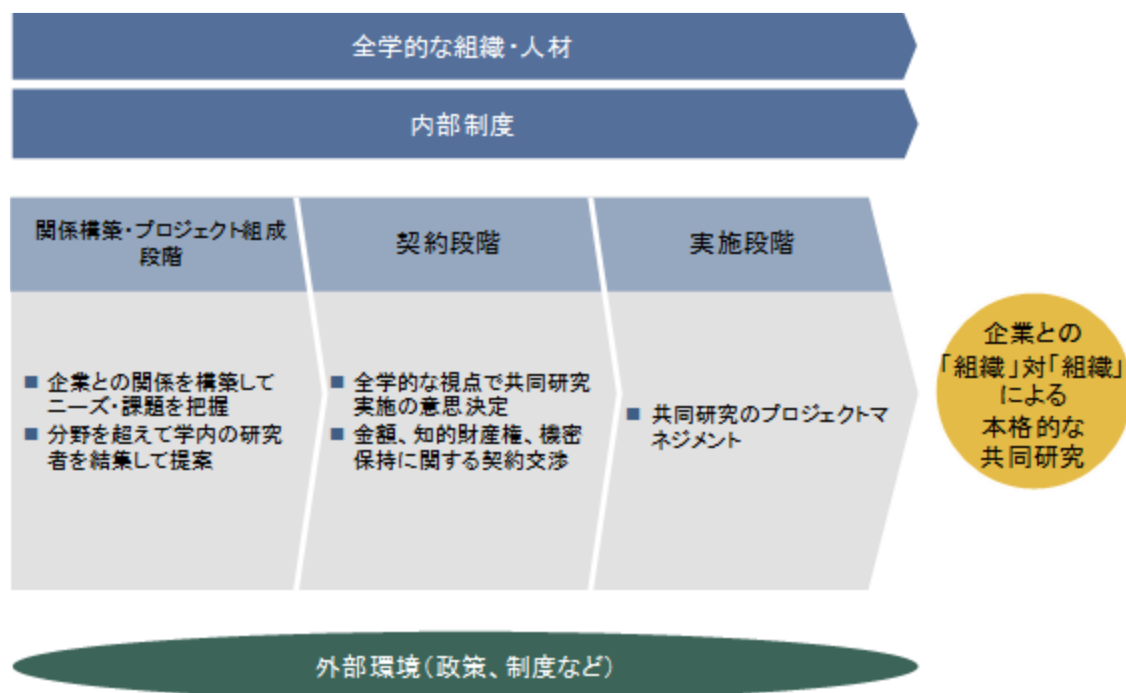 全学的な組織・人材
内部制度
関係構築・プロジェクト組成
段階
契約段階
実施段階
■ 企業との関係を構築して
ニーズ・課題を把握
■ 分野を超えて学内の研究
者を結集して提案
■ 全学的な視点で共同研究
実施の意思決定
■ 金額、知的財産権、機密
保持に関する契約交渉
■ 共同研究のプロジェクトマ
ネジメント
企業との
「組織」対「組織」
による
本格的な
共同研究
外部環境(政策、制度など)